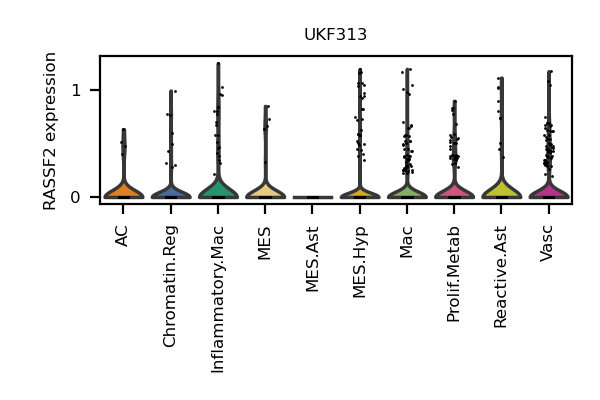 UKF313
RASSF2 expression
1
0
AC
Chromatin.Reg
Inflammatory.Mac
MES
MES.Ast
MES.Hyp
Mac
Prolif.Metab
Reactive.Ast
Vasc